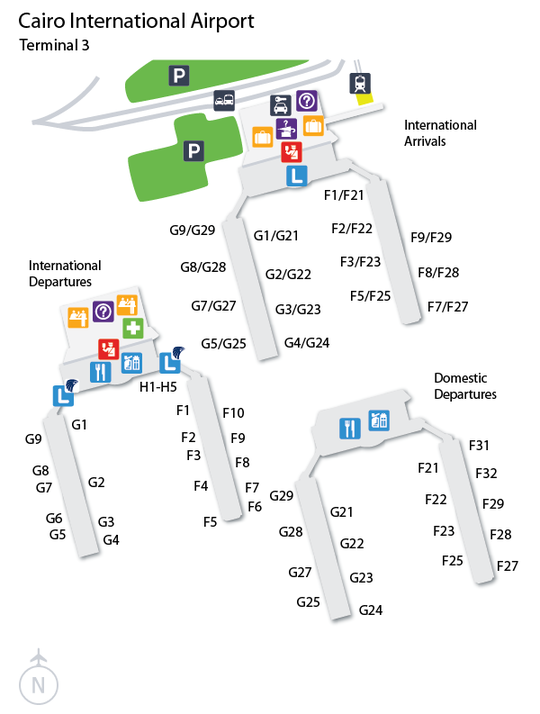 Cairo International Airport
Terminal 3
P
P
International
Arrivals
L
F1/F21
G9/G29
G1/G21
F2/F22
F9/F29
G8/G28
G2/G22
F3/F23
F8/F28
G7/G27
G3/G23
F5/F25
F7/F27
G5/G25
G4/G24
International
Departures
L
L
H1-H5
G1
G9
G8
G7
G2
G6
G5
G3
G4
F1
F10
F2
F9
F3
F8
F4
F7
F6
F5
Domestic
Departures
F31
F21
F32
F22
F29
F23
F28
F25
F27
G29
G21
G28
G22
G27
G23
G25
G24
N